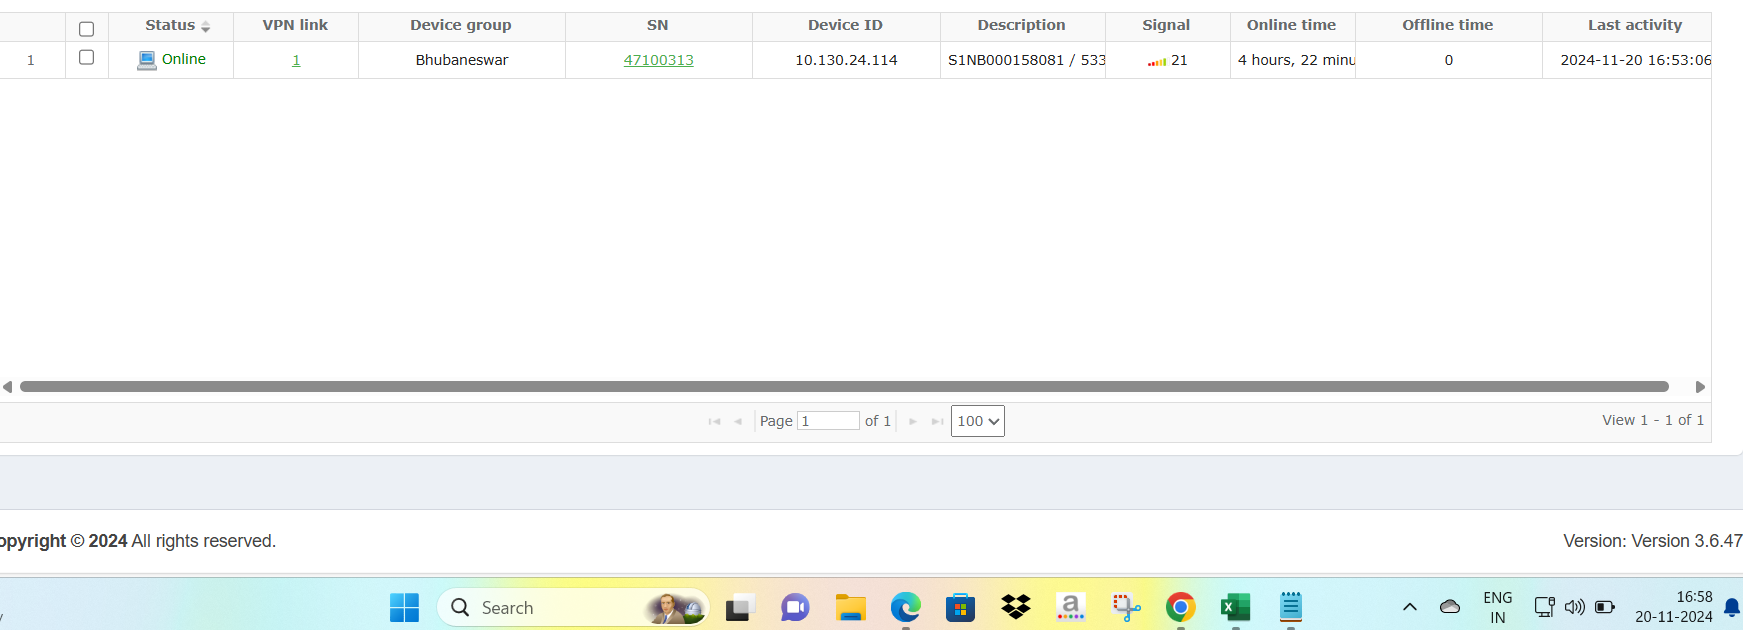 Status VPN link Device group SN Device ID Description Signal Online time Offline time Last activity
1 Online 1 Bhubaneswar 47100313 10.130.24.114 S1NB000158081 / 533 21 4 hours, 22 minu 0 2024-11-20 16:53:06
Page 1 of 1 100 View 1 - 1 of 1
opyright © 2024 All rights reserved. Version: Version 3.6.47
Search ENG 16:58
IN 20-11-2024